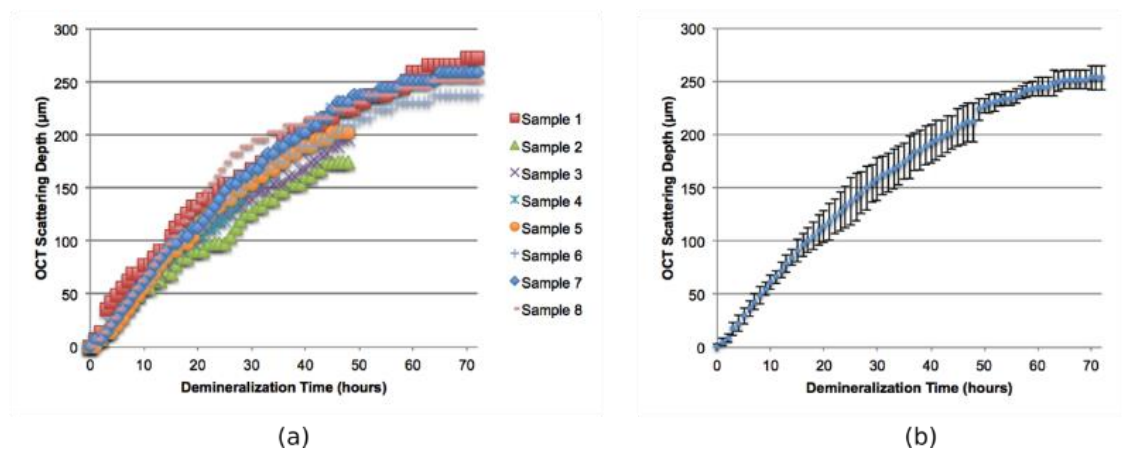 300
250
200
150
100
50
0
OCT Scattering Depth (µm)
0 10 20 30 40 50 60 70
Demineralization Time (hours)
Sample 1
Sample 2
Sample 3
Sample 4
Sample 5
Sample 6
Sample 7
Sample 8
(a)
300
250
200
150
100
50
0
OCT Scattering Depth (µm)
0 10 20 30 40 50 60 70
Demineralization Time (hours)
(b)